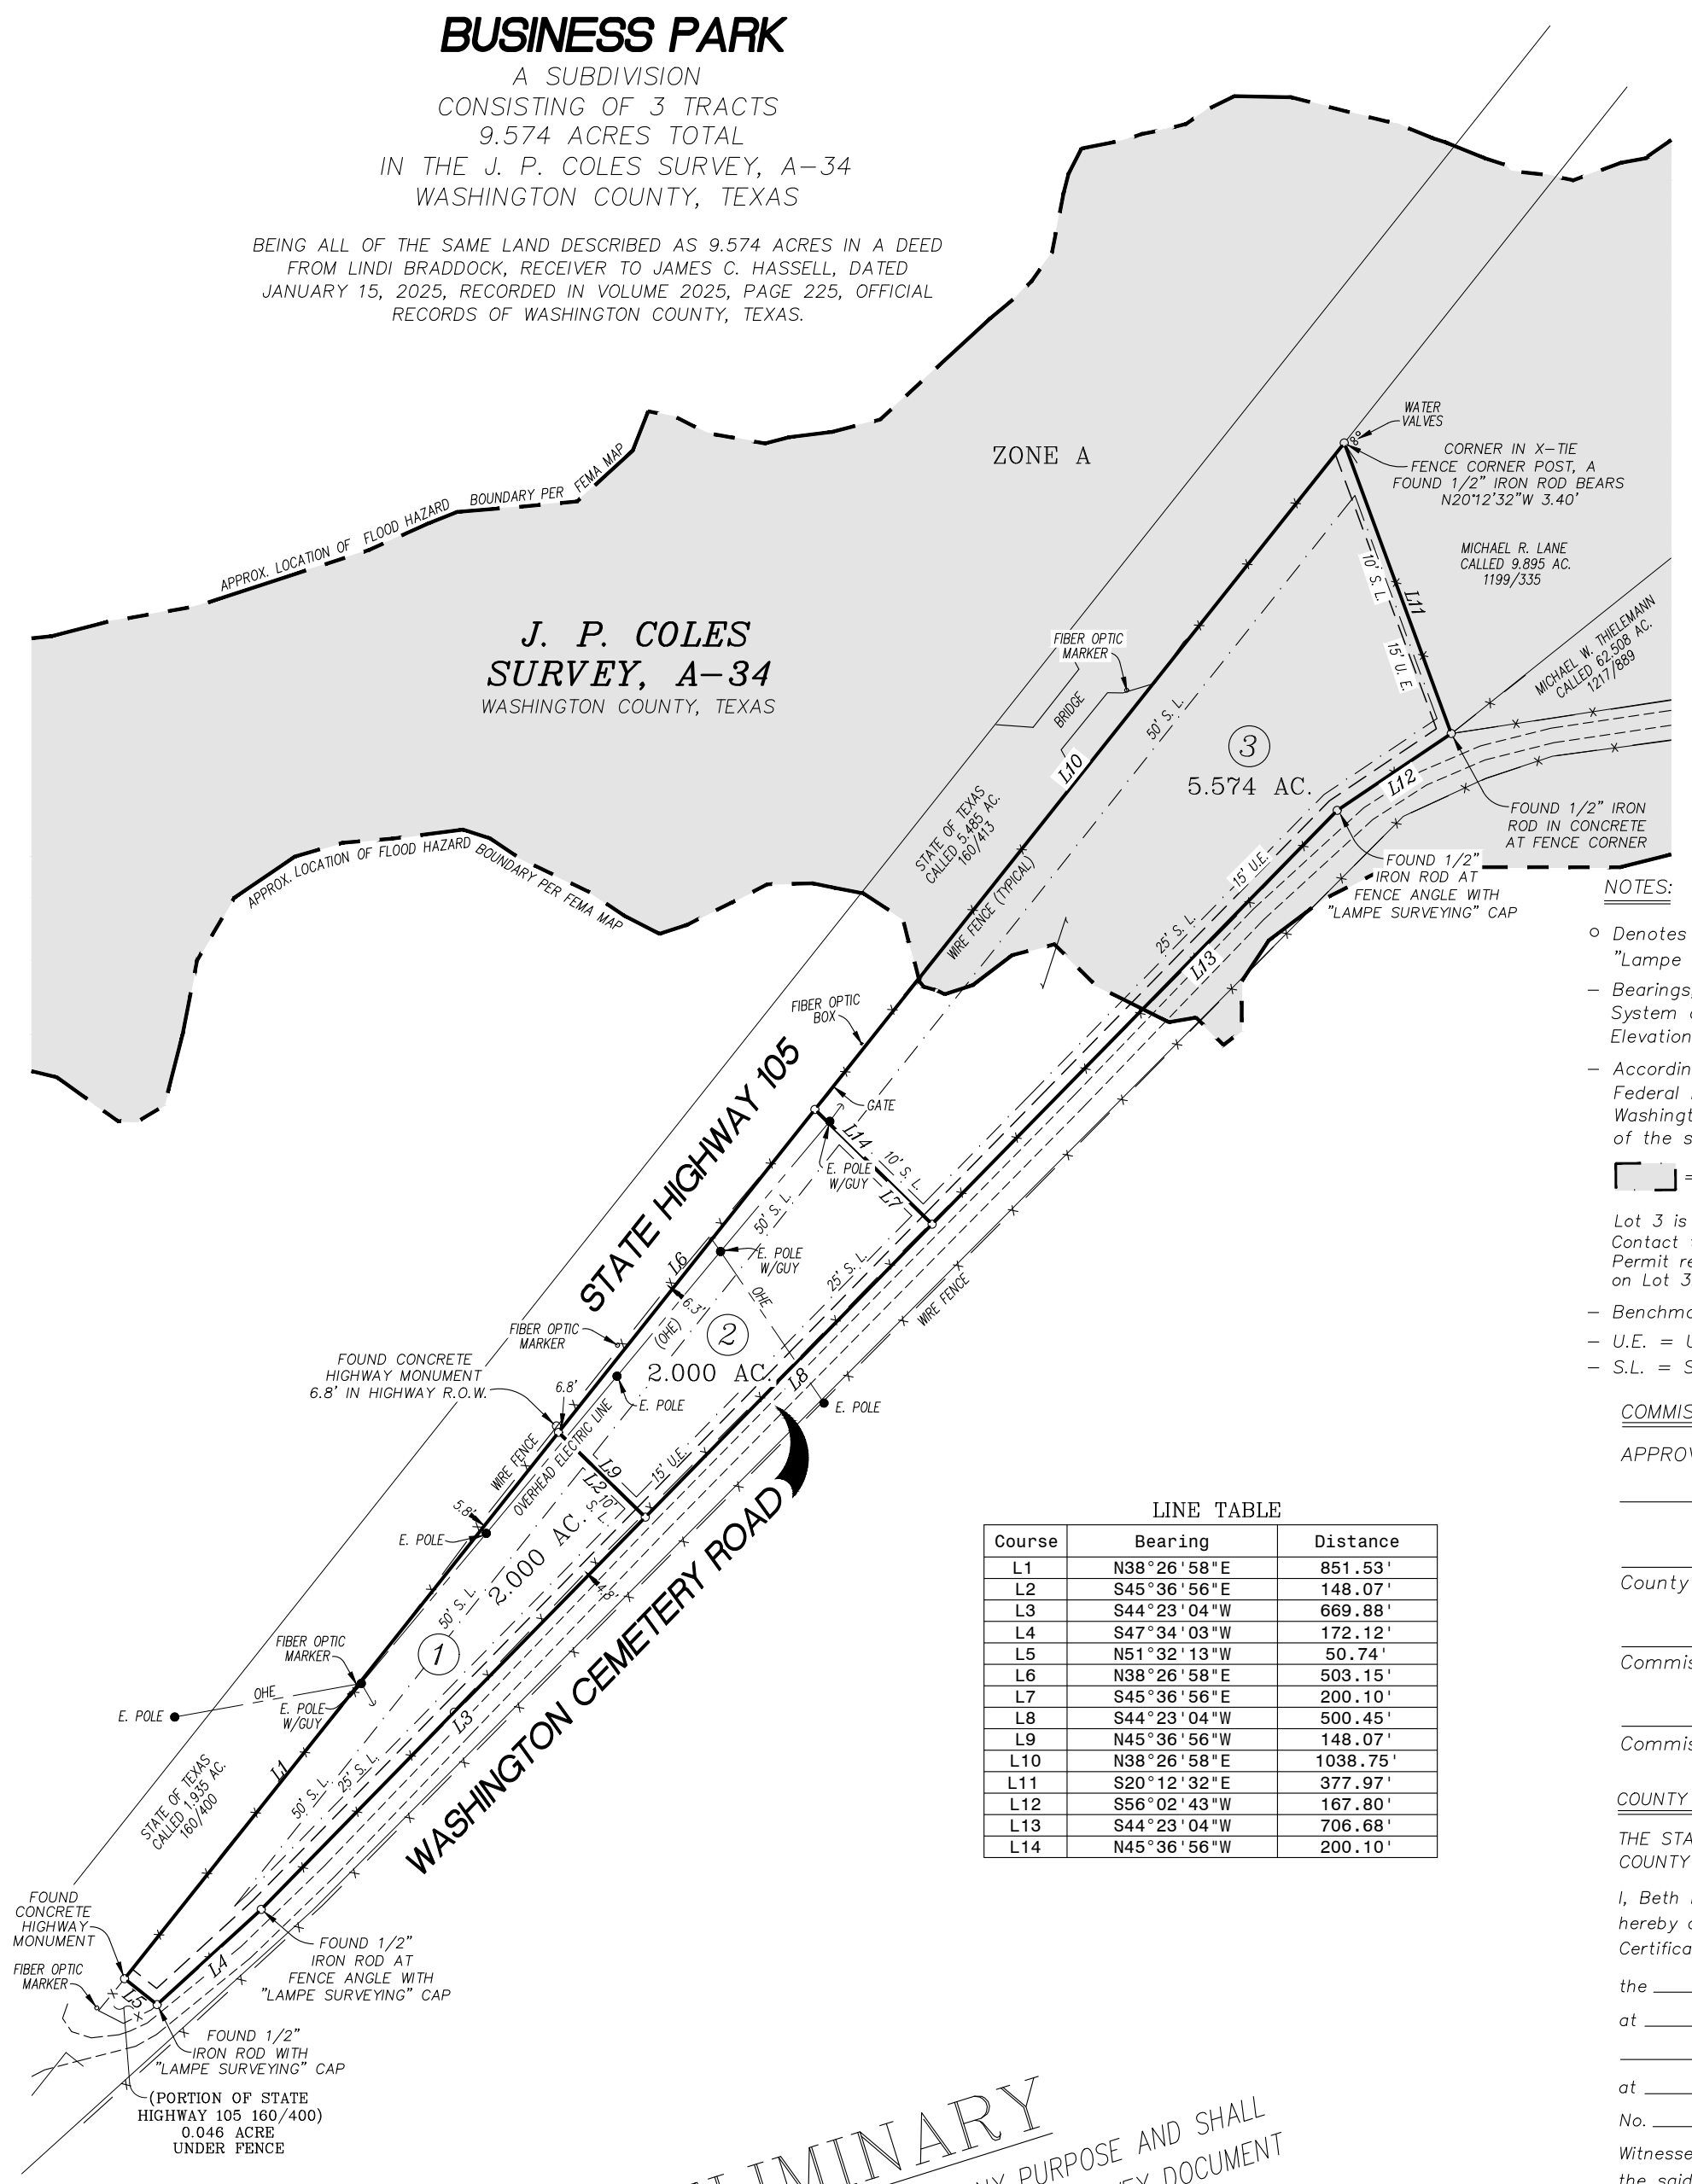 BUSINESS PARK
A SUBDIVISION
CONSISTING OF 3 TRACTS
9.574 ACRES TOTAL
IN THE J. P. COLES SURVEY, A-34
WASHINGTON COUNTY, TEXAS
BEING ALL OF THE SAME LAND DESCRIBED AS 9.574 ACRES IN A DEED
FROM LINDI BRADDOCK, RECEIVER TO JAMES C. HASSELL, DATED
JANUARY 15, 2025, RECORDED IN VOLUME 2025, PAGE 225, OFFICIAL
RECORDS OF WASHINGTON COUNTY, TEXAS.
WATER
VALVES
ZONE A
CORNER IN X-TIE
FENCE CORNER POST, A
FOUND 1/2" IRON ROD BEARS
N20°12'32"W 3.40'
APPROX. LOCATION OF FLOOD HAZARD BOUNDARY PER FEMA MAP
MICHAEL R. LANE
CALLED 9.895 AC.
1199/335
10' S. L.
L11
15' U. E.
MICHAEL W. THIELEMANN
CALLED 62.508 AC.
1217/889
J. P. COLES
SURVEY, A-34
WASHINGTON COUNTY, TEXAS
FIBER OPTIC
MARKER
BRIDGE
50' S. L.
L10
3
5.574 AC.
L12
STATE OF TEXAS
CALLED 5.485 AC.
160/413
FOUND 1/2" IRON
ROD IN CONCRETE
AT FENCE CORNER
APPROX. LOCATION OF FLOOD HAZARD BOUNDARY PER FEMA MAP
FOUND 1/2"
IRON ROD AT
FENCE ANGLE WITH
"LAMPE SURVEYING" CAP
WIRE FENCE (TYPICAL)
15' U.E.
25' S. L.
L13
NOTES:
Denotes
"Lampe
- Bearings,
System
Elevation
FIBER OPTIC
BOX
STATE HIGHWAY 105
GATE
L14
10' S. L.
L7
E. POLE
W/GUY
Federal
of the s
=
Lot 3 is
Contact
Permit re
on Lot 3
50' S. L.
E. POLE
W/GUY
L6
6.3'
OHE
(OHE)
25' S. L.
WIRE FENCE
FIBER OPTIC
MARKER
2
2.000 AC.
L8
- U.E. =
- S.L. = S
FOUND CONCRETE
HIGHWAY MONUMENT
6.8' IN HIGHWAY R.O.W.
6.8'
E. POLE
E. POLE
COMMIS
APPROV
WIRE FENCE
OVERHEAD ELECTRIC LINE
L9
L2
10'
S. L.
15' U.E.
5.8'
E. POLE
2.000 AC.
4.8'
50' S. L.
1
WASHINGTON CEMETERY ROAD
LINE TABLE
Course Bearing Distance
L1 N38°26'58"E 851.53'
L2 S45°36'56"E 148.07'
L3 S44°23'04"W 669.88'
L4 S47°34'03"W 172.12'
L5 N51°32'13"W 50.74'
L6 N38°26'58"E 503.15'
L7 S45°36'56"E 200.10'
L8 S44°23'04"W 500.45'
L9 N45°36'56"W 148.07'
L10 N38°26'58"E 1038.75'
L11 S20°12'32"E 377.97'
L12 S56°02'43"W 167.80'
L13 S44°23'04"W 706.68'
L14 N45°36'56"W 200.10'
County
Commis
Commis
COUNTY
THE STA
COUNTY
I, Beth
hereby
Certifica
the
at
at
No.
Witnesse
the said
FIBER OPTIC
MARKER
OHE
E. POLE
E. POLE
W/GUY
L3
STATE OF TEXAS
CALLED 1.935 AC.
160/400
L1
50' S. L.
25' S. L.
FOUND
CONCRETE
HIGHWAY
MONUMENT
FIBER OPTIC
MARKER
L4
L5
FOUND 1/2"
IRON ROD AT
FENCE ANGLE WITH
"LAMPE SURVEYING" CAP
FOUND 1/2"
IRON ROD WITH
"LAMPE SURVEYING" CAP
(PORTION OF STATE
HIGHWAY 105 160/400)
0.046 ACRE
UNDER FENCE
LIMINARY
NY PURPOSE AND SHALL
DOCUMENT